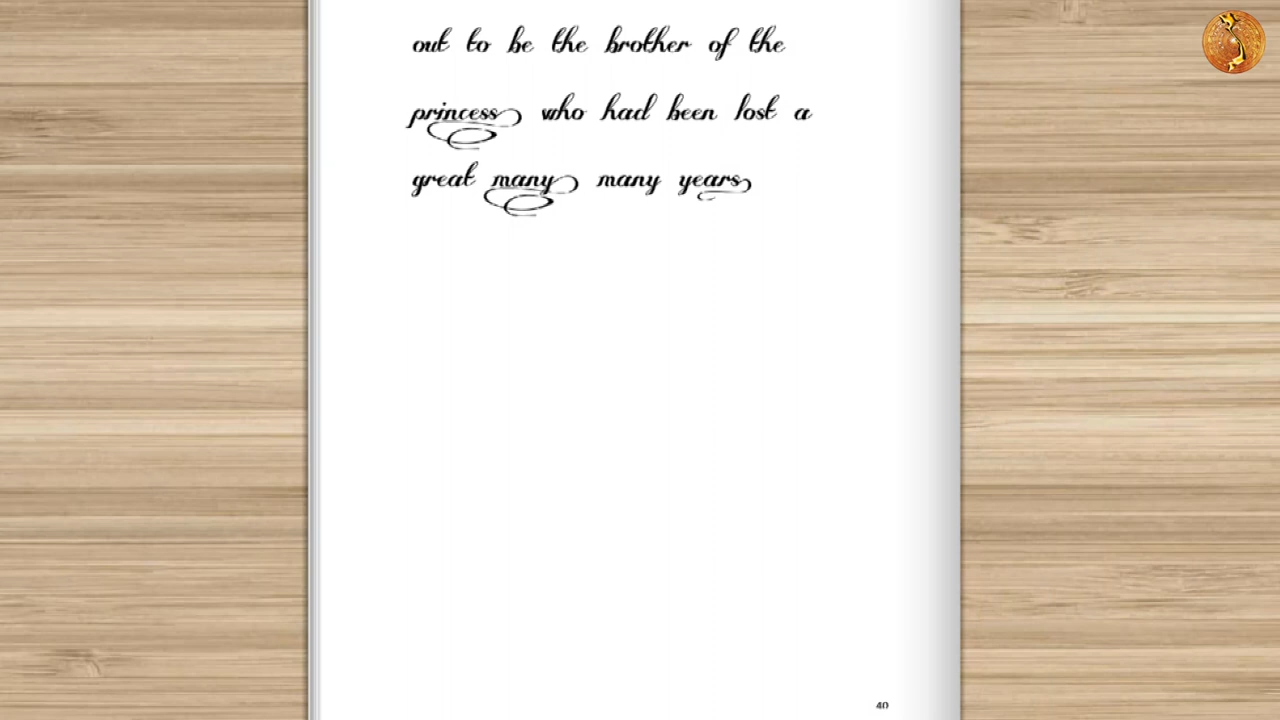 out to be the brother of the
princess who had been lost a
great many many years
40